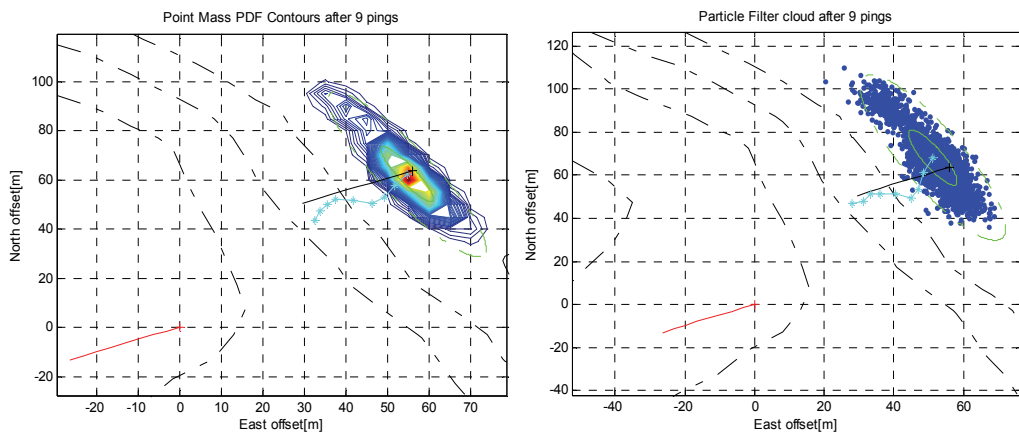 Point Mass PDF Contours after 9 pings
North offset[m]
100
80
60
40
20
0
-20
-20 -10 0 10 20 30 40 50 60 70
East offset[m]
Particle Filter cloud after 9 pings
North offset[m]
120
100
80
60
40
20
0
-20
-40
-40 -20 0 20 40 60
East offset[m]